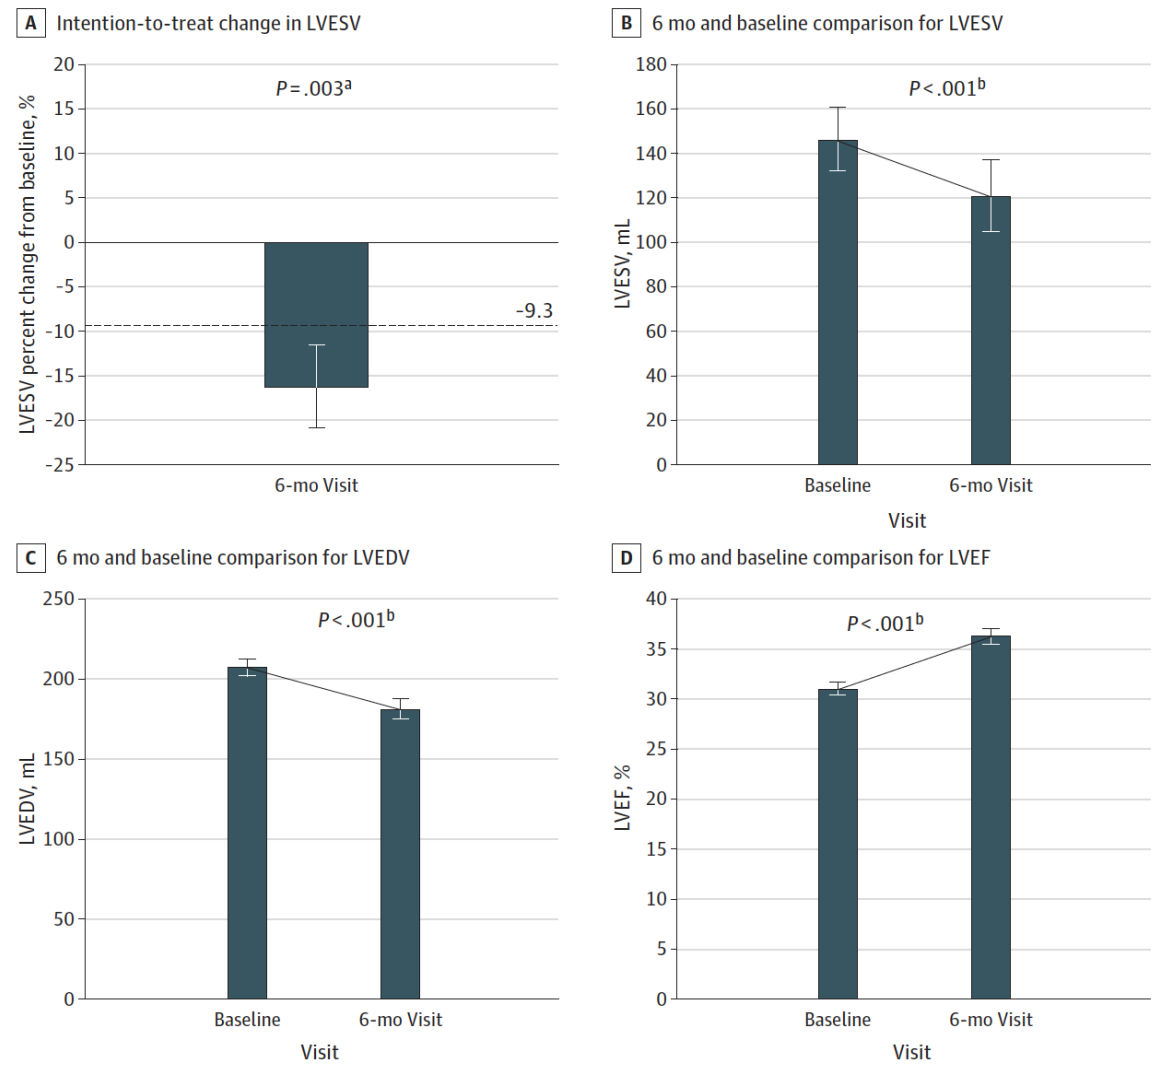 A Intention-to-treat change in LVESV
LVESV percent change from baseline, %
20
15
10
5
0
−5
−10
−15
−20
−25
P = .003a
−9.3
6-mo Visit
B 6 mo and baseline comparison for LVESV
LVESV, mL
180
160
140
120
100
80
60
40
20
0
P < .001b
Baseline
6-mo Visit
Visit
C 6 mo and baseline comparison for LVEDV
LVEDV, mL
250
200
150
100
50
0
P < .001b
Baseline
6-mo Visit
Visit
D 6 mo and baseline comparison for LVEF
LVEF, %
40
35
30
25
20
15
10
5
0
P < .001b
Baseline
6-mo Visit
Visit